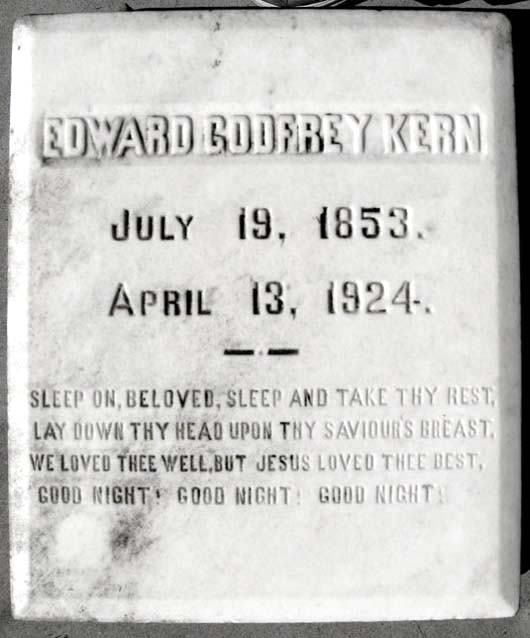 EDWARD GODFREY KERN
JULY 19, 1853.
APRIL 13, 1924.
SLEEP ON, BELOVED, SLEEP AND TAKE THY REST,
LAY DOWN THY HEAD UPON THY SAVIOUR'S BREAST,
WE LOVED THEE WELL, BUT JESUS LOVED THEE BEST,
GOOD NIGHT! GOOD NIGHT! GOOD NIGHT!